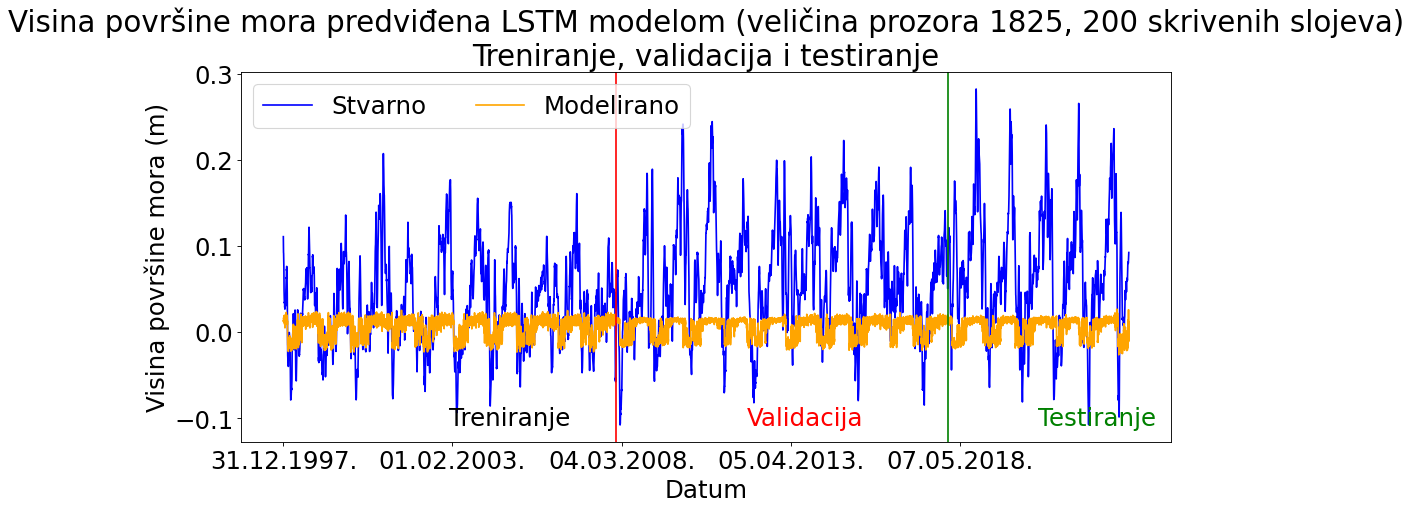 Visina površine mora predviđena LSTM modelom (veličina prozora 1825, 200 skrivenih slojeva)
Treniranje, validacija i testiranje
Stvarno Modelirano
0.3
0.2
0.1
0.0
−0.1
Visina površine mora (m)
Treniranje Validacija Testiranje
31.12.1997. 01.02.2003. 04.03.2008. 05.04.2013. 07.05.2018.
Datum